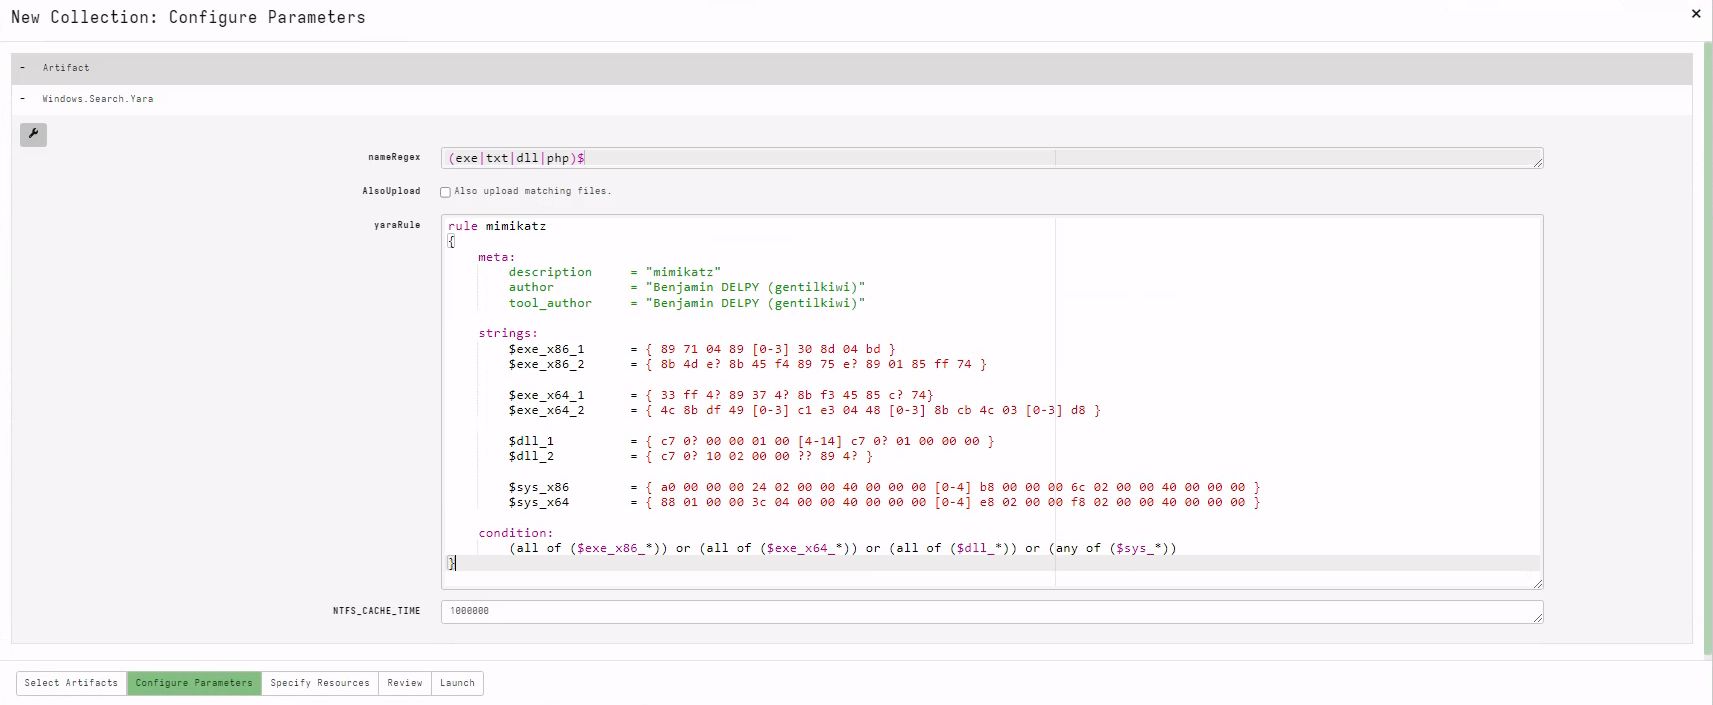 New Collection: Configure Parameters ×
- Artifact
- Windows.Search.Yara
nameRegex (exe|txt|dll|php)$
AlsoUpload Also upload matching files.
yaraRule rule mimikatz
{
meta:
description = "mimikatz"
author = "Benjamin DELPY (gentilkiwi)"
tool_author = "Benjamin DELPY (gentilkiwi)"
strings:
$exe_x86_1 = { 89 71 04 89 [0-3] 30 8d 04 bd }
$exe_x86_2 = { 8b 4d e? 8b 45 f4 89 75 e? 89 01 85 ff 74 }
$exe_x64_1 = { 33 ff 4? 89 37 4? 8b f3 45 85 c? 74}
$exe_x64_2 = { 4c 8b df 49 [0-3] c1 e3 04 48 [0-3] 8b cb 4c 03 [0-3] d8 }
$dll_1 = { c7 0? 00 00 01 00 [4-14] c7 0? 01 00 00 00 }
$dll_2 = { c7 0? 10 02 00 00 ?? 89 4? }
$sys_x86 = { a0 00 00 00 24 02 00 00 40 00 00 00 [0-4] b8 00 00 00 6c 02 00 00 40 00 00 00 }
$sys_x64 = { 88 01 00 00 3c 04 00 00 40 00 00 00 [0-4] e8 02 00 00 f8 02 00 00 40 00 00 00 }
condition:
(all of ($exe_x86_*)) or (all of ($exe_x64_*)) or (all of ($dll_*)) or (any of ($sys_*))
}
NTFS_CACHE_TIME 1000000
Select Artifacts Configure Parameters Specify Resources Review Launch